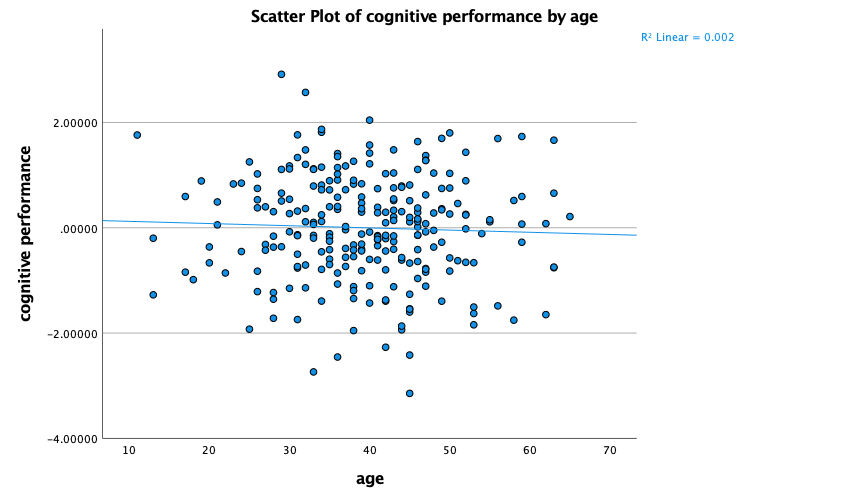 Scatter Plot of cognitive performance by age
R² Linear = 0.002
cognitive performance
2.00000
.00000
-2.00000
-4.00000
10 20 30 40 50 60 70
age